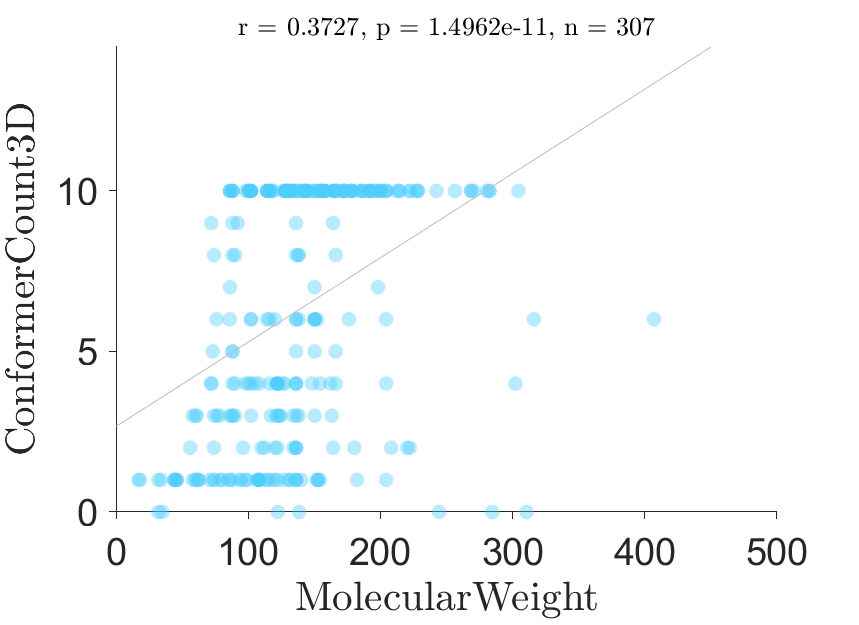 r = 0.3727, p = 1.4962e-11, n = 307
ConformerCount3D
10
5
0
0 100 200 300 400 500
MolecularWeight